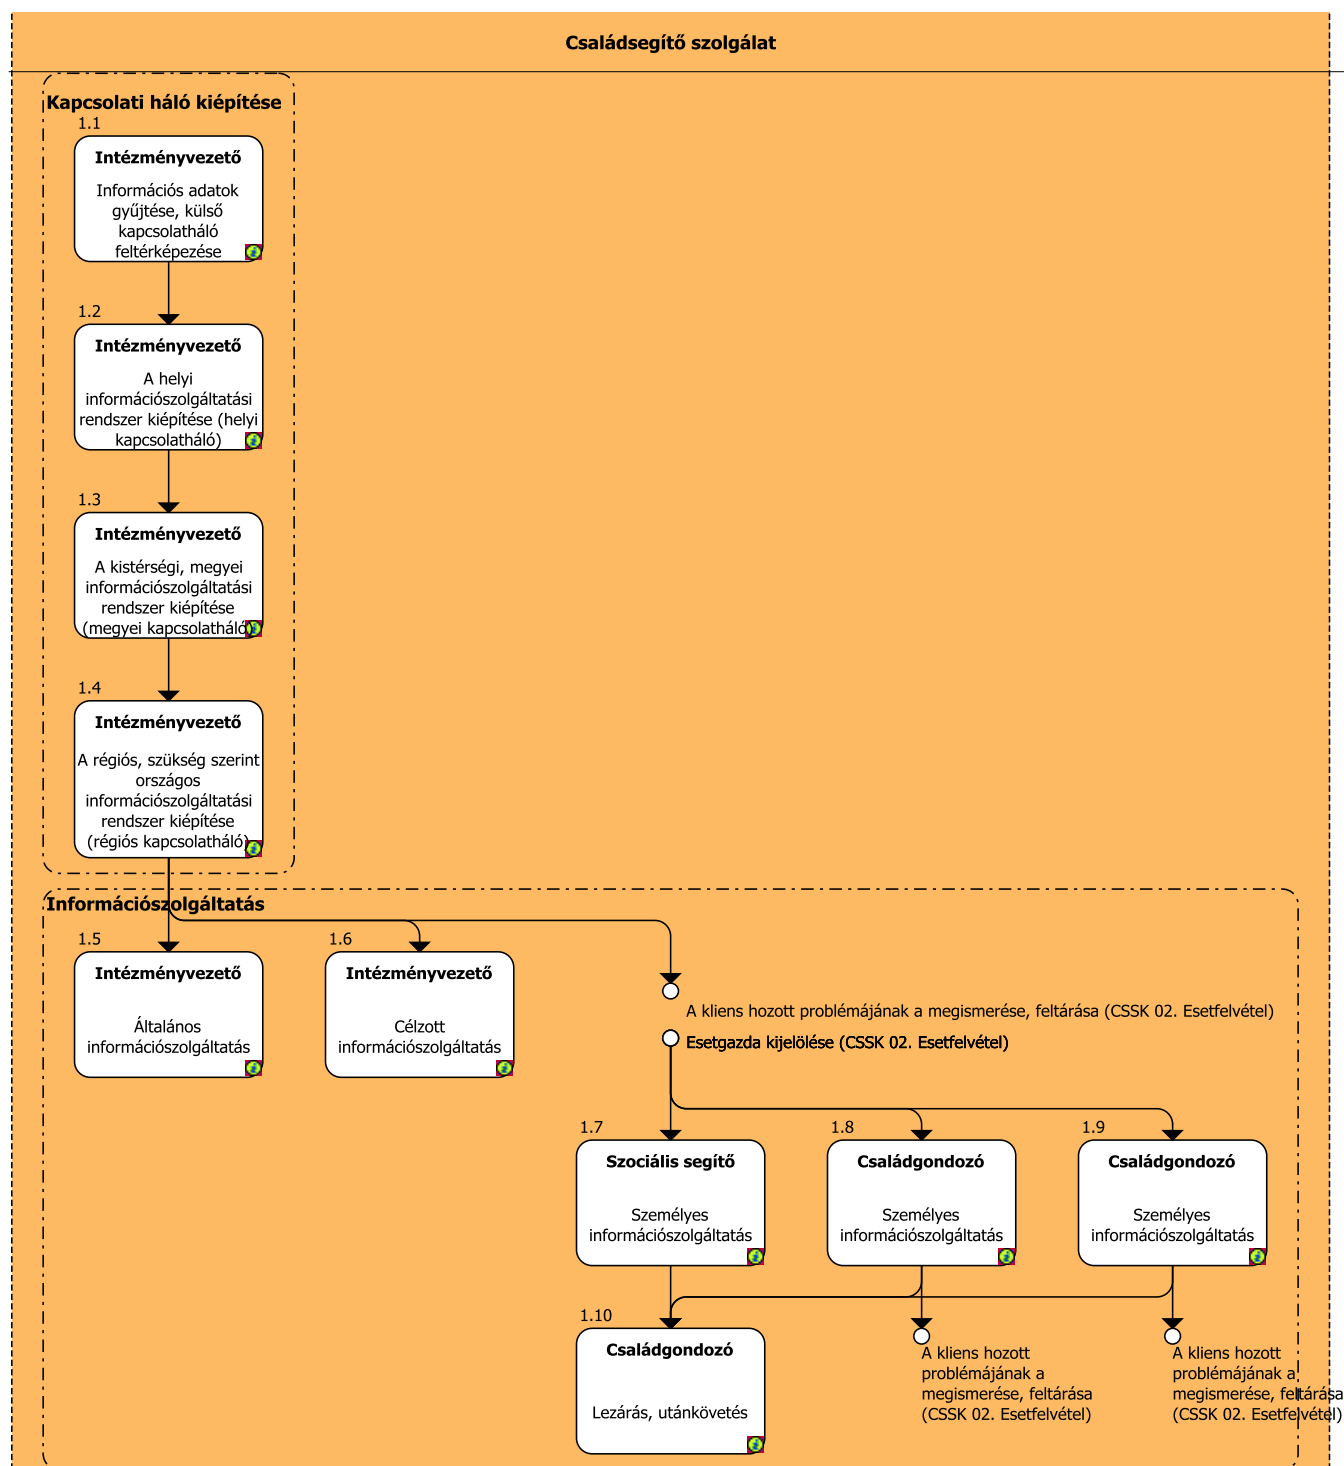 Családsegítő szolgálat
Kapcsolati háló kiépítése
1.1
Intézményvezető
Információs adatok
gyűjtése, külső
kapcsolatháló
feltérképezése
1.2
Intézményvezető
A helyi
információszolgáltatási
rendszer kiépítése (helyi
kapcsolatháló)
1.3
Intézményvezető
A kistérségi, megyei
információszolgáltatási
rendszer kiépítése
(megyei kapcsolatháló)
1.4
Intézményvezető
A régiós, szükség szerint
országos
információszolgáltatási
rendszer kiépítése
(régiós kapcsolatháló)
Információszolgáltatás
1.5
Intézményvezető
Általános
információszolgáltatás
1.6
Intézményvezető
Célzott
információszolgáltatás
A kliens hozott problémájának a megismerése, feltárása (CSSK 02. Esetfelvétel)
Esetgazda kijelölése (CSSK 02. Esetfelvétel)
1.7
Szociális segítő
Személyes
információszolgáltatás
1.8
Családgondozó
Személyes
információszolgáltatás
1.9
Családgondozó
Személyes
információszolgáltatás
1.10
Családgondozó
Lezárás, utánkövetés
A kliens hozott
problémájának a
megismerése, feltárása
(CSSK 02. Esetfelvétel)
A kliens hozott
problémájának a
megismerése, feltárása
(CSSK 02. Esetfelvétel)